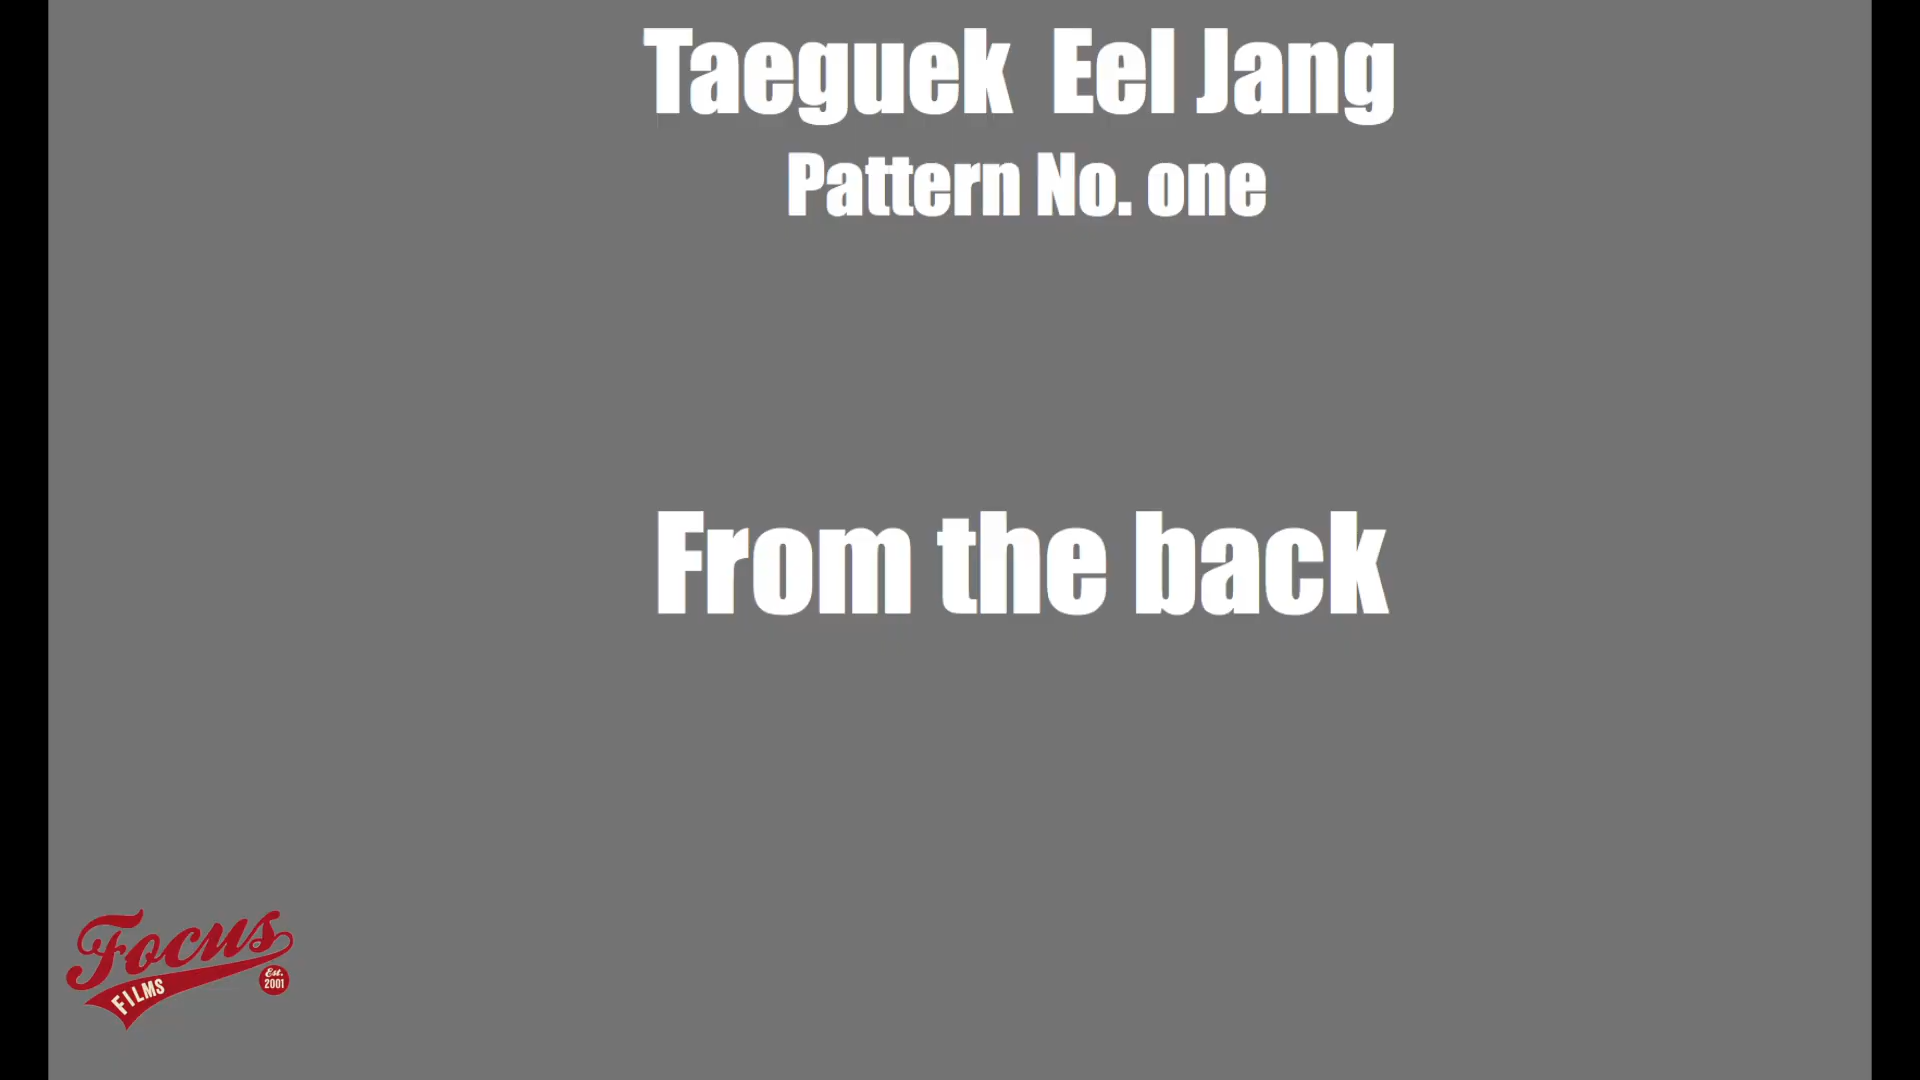 Taeguek Eel Jang
Pattern No. one
From the back
Focus
FILMS
Est.
2001